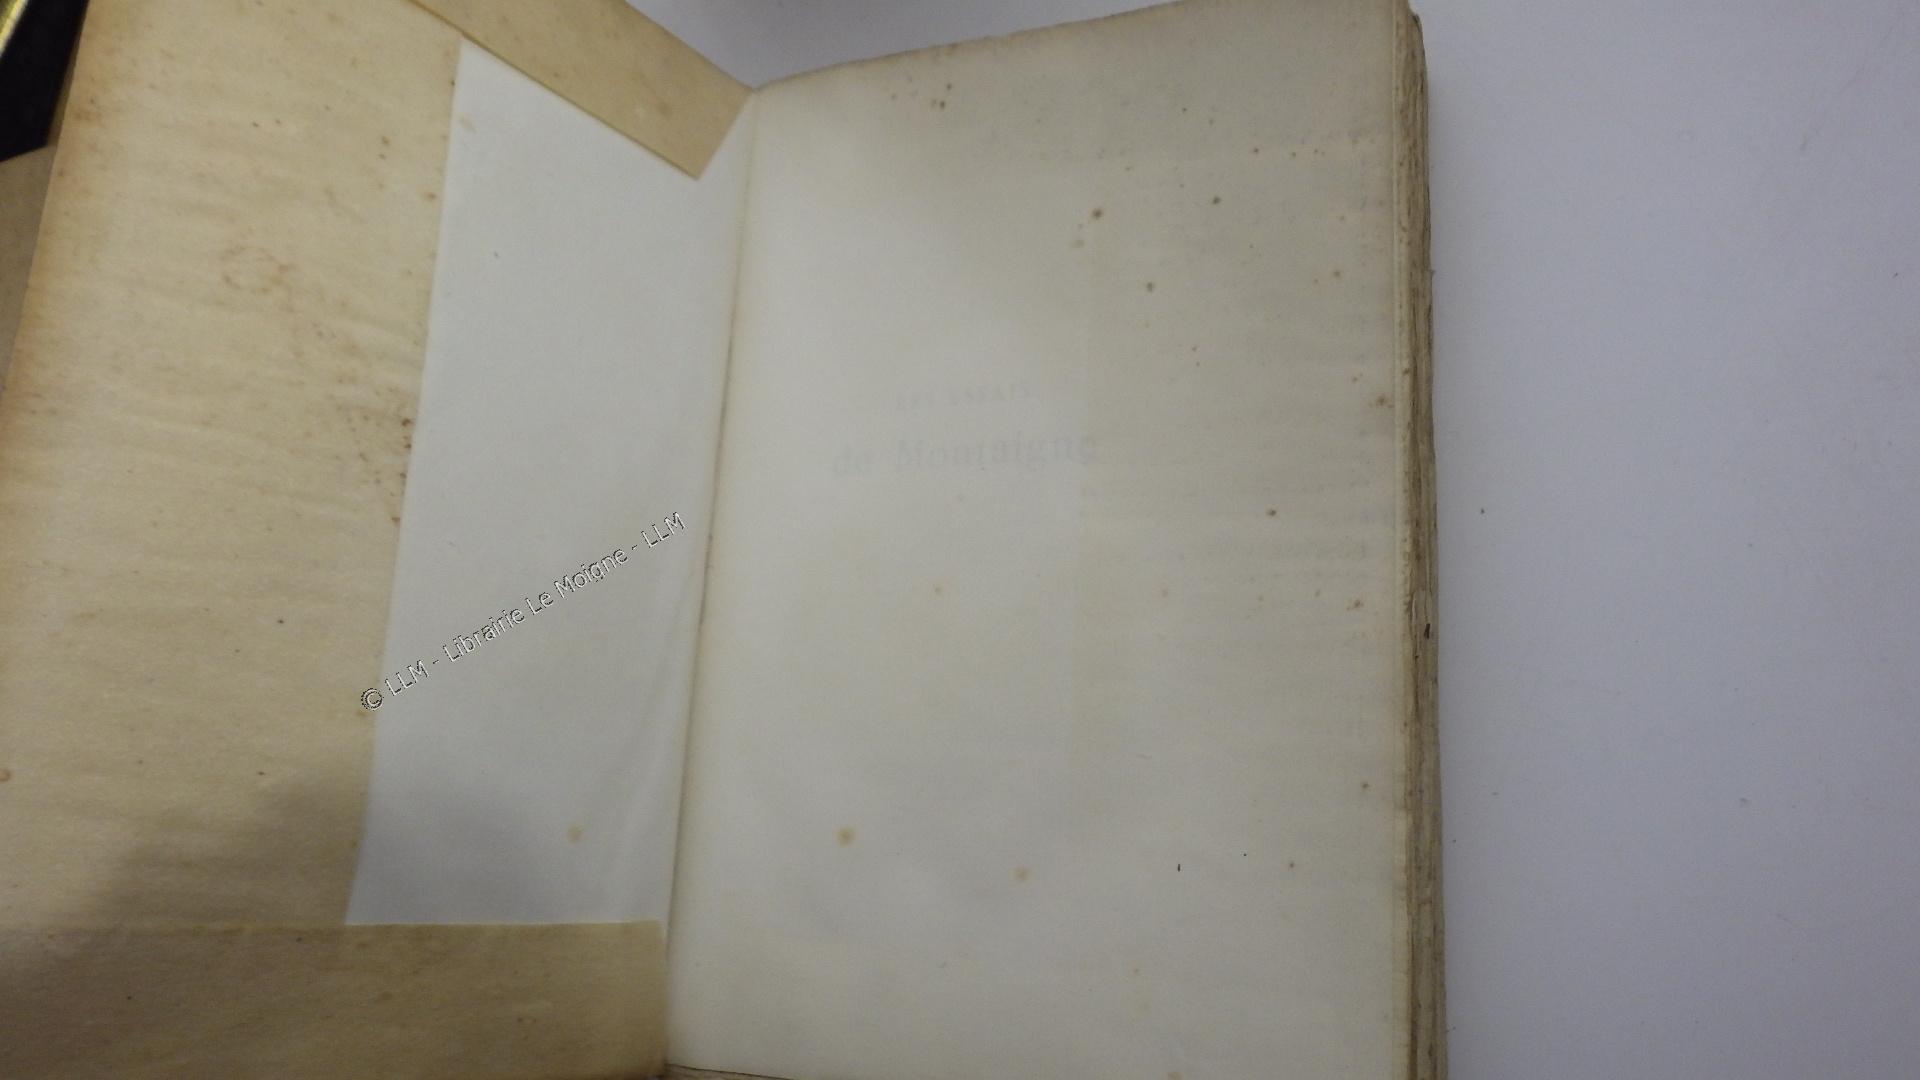 LES ESSAIS
de Montaigne
© LLM - Librairie Le Moigne - LLM